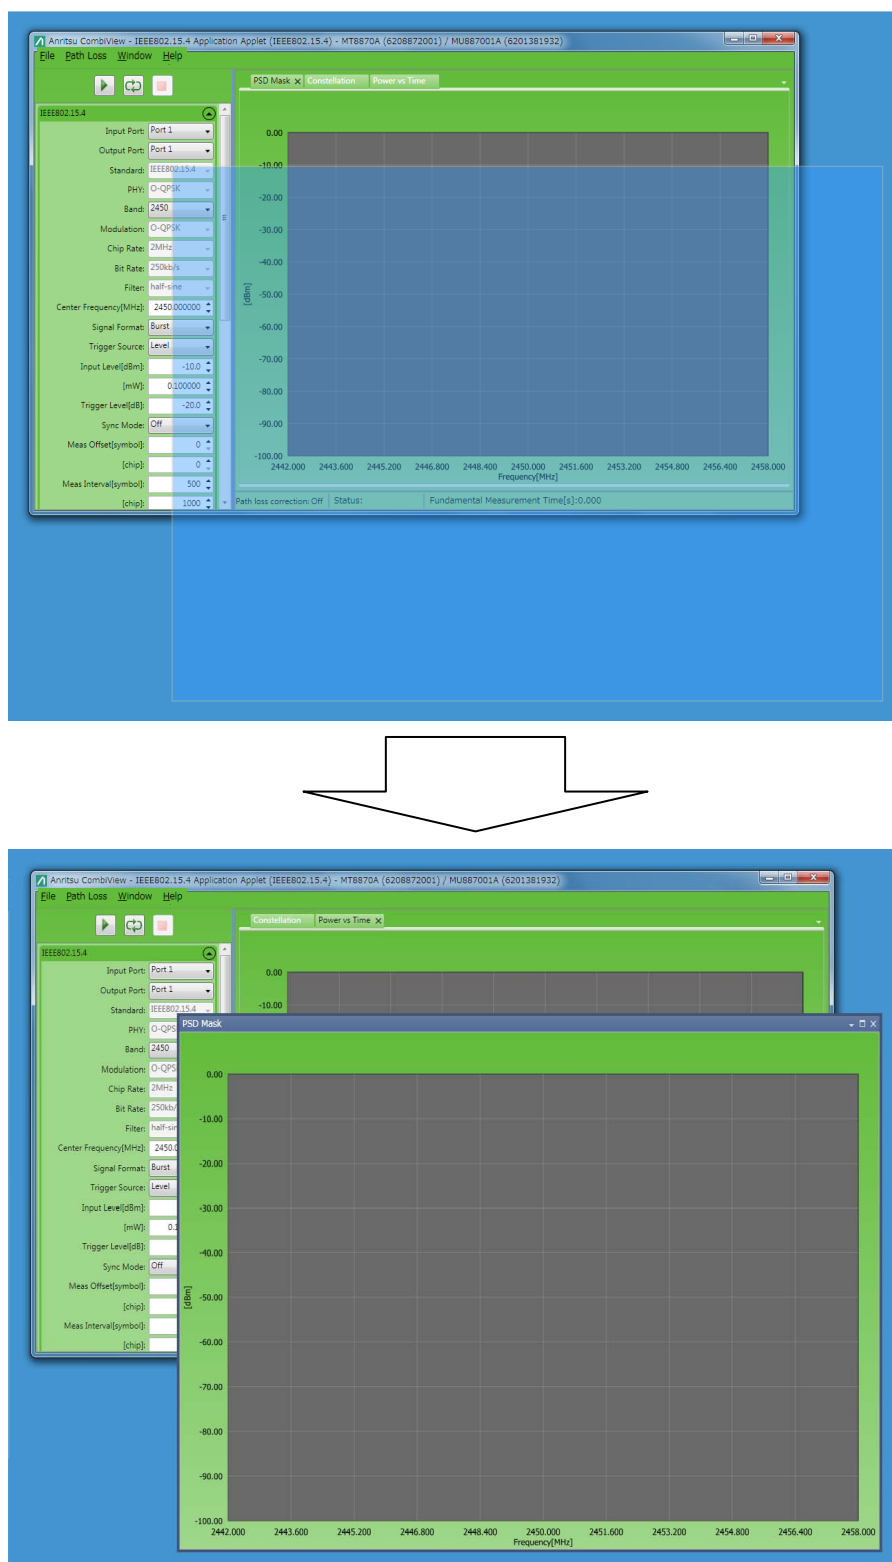 Anritsu CombiView - IEEE802.15.4 Application Applet (IEEE802.15.4) - MT8870A (6208872001) / MU887001A (6201381932)
File Path Loss Window Help
PSD Mask Constellation Power vs Time
IEEE802.15.4
Input Port: Port 1
Output Port: Port 1
Standard: IEEE802.15.4
PHY: O-QPSK
Band: 2450
Modulation: O-QPSK
Chip Rate: 2MHz
Bit Rate: 250kb/s
Filter: half-sine
Center Frequency[MHz]: 2450.000000
Signal Format: Burst
Trigger Source: Level
Input Level[dBm]: -10.0
[mW]: 0.100000
Trigger Level[dB]: -20.0
Sync Mode: Off
Meas Offset[symbol]: 0
[chip]: 0
Meas Interval[symbol]: 500
[chip]: 1000
0.00
-10.00
-20.00
-30.00
-40.00
-50.00
-60.00
-70.00
-80.00
-90.00
-100.00
[dBm]
2442.000 2443.600 2445.200 2446.800 2448.400 2450.000 2451.600 2453.200 2454.800 2456.400 2458.000
Frequency[MHz]
Path loss correction: Off Status: Fundamental Measurement Time[s]:0.000
Anritsu CombiView - IEEE802.15.4 Application Applet (IEEE802.15.4) - MT8870A (6208872001) / MU887001A (6201381932)
File Path Loss Window Help
Constellation Power vs Time
IEEE802.15.4
Input Port: Port 1
Output Port: Port 1
Standard: IEEE802.15.4
PHY: O-QPS
Band: 2450
Modulation: O-QPS
Chip Rate: 2MHz
Bit Rate: 250kb/
Filter: half-sin
Center Frequency[MHz]: 2450.0
Signal Format: Burst
Trigger Source: Level
Input Level[dBm]:
[mW]: 0.1
Trigger Level[dB]:
Sync Mode: Off
Meas Offset[symbol]:
[chip]:
Meas Interval[symbol]:
[chip]:
0.00
-10.00
PSD Mask
0.00
-10.00
-20.00
-30.00
-40.00
-50.00
-60.00
-70.00
-80.00
-90.00
-100.00
[dBm]
2442.000 2443.600 2445.200 2446.800 2448.400 2450.000 2451.600 2453.200 2454.800 2456.400 2458.000
Frequency[MHz]